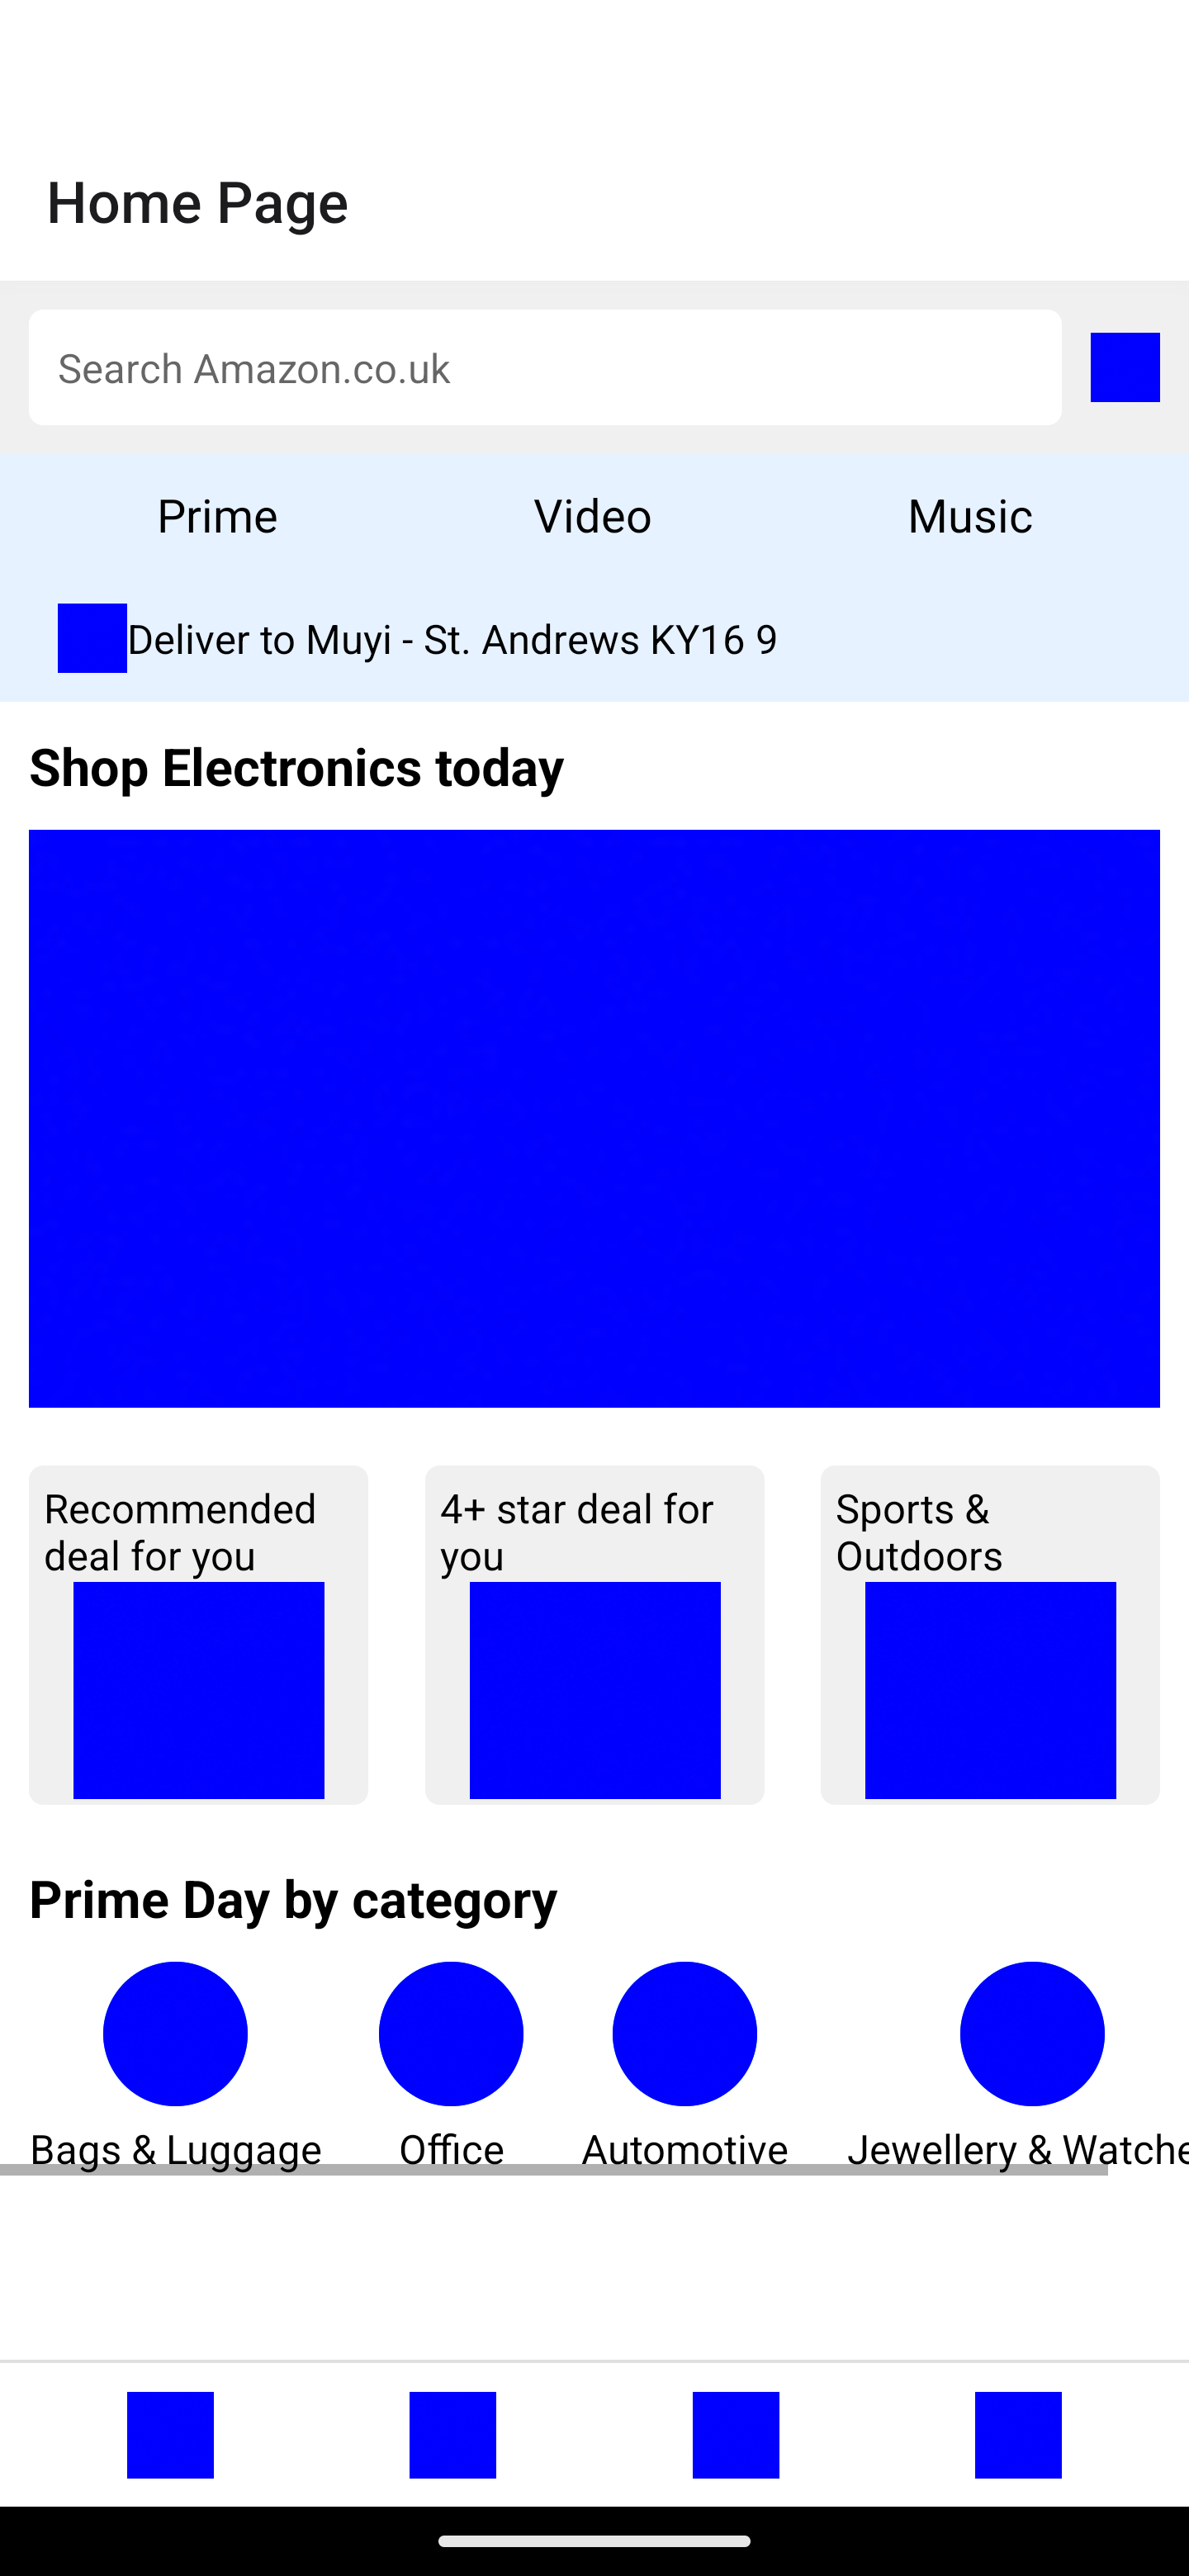 Home Page
Search Amazon.co.uk
Prime Video Music
Deliver to Muyi - St. Andrews KY16 9
Shop Electronics today
Recommended
deal for you
4+ star deal for
you
Sports &
Outdoors
Prime Day by category
Bags & Luggage Office Automotive Jewellery & Watche